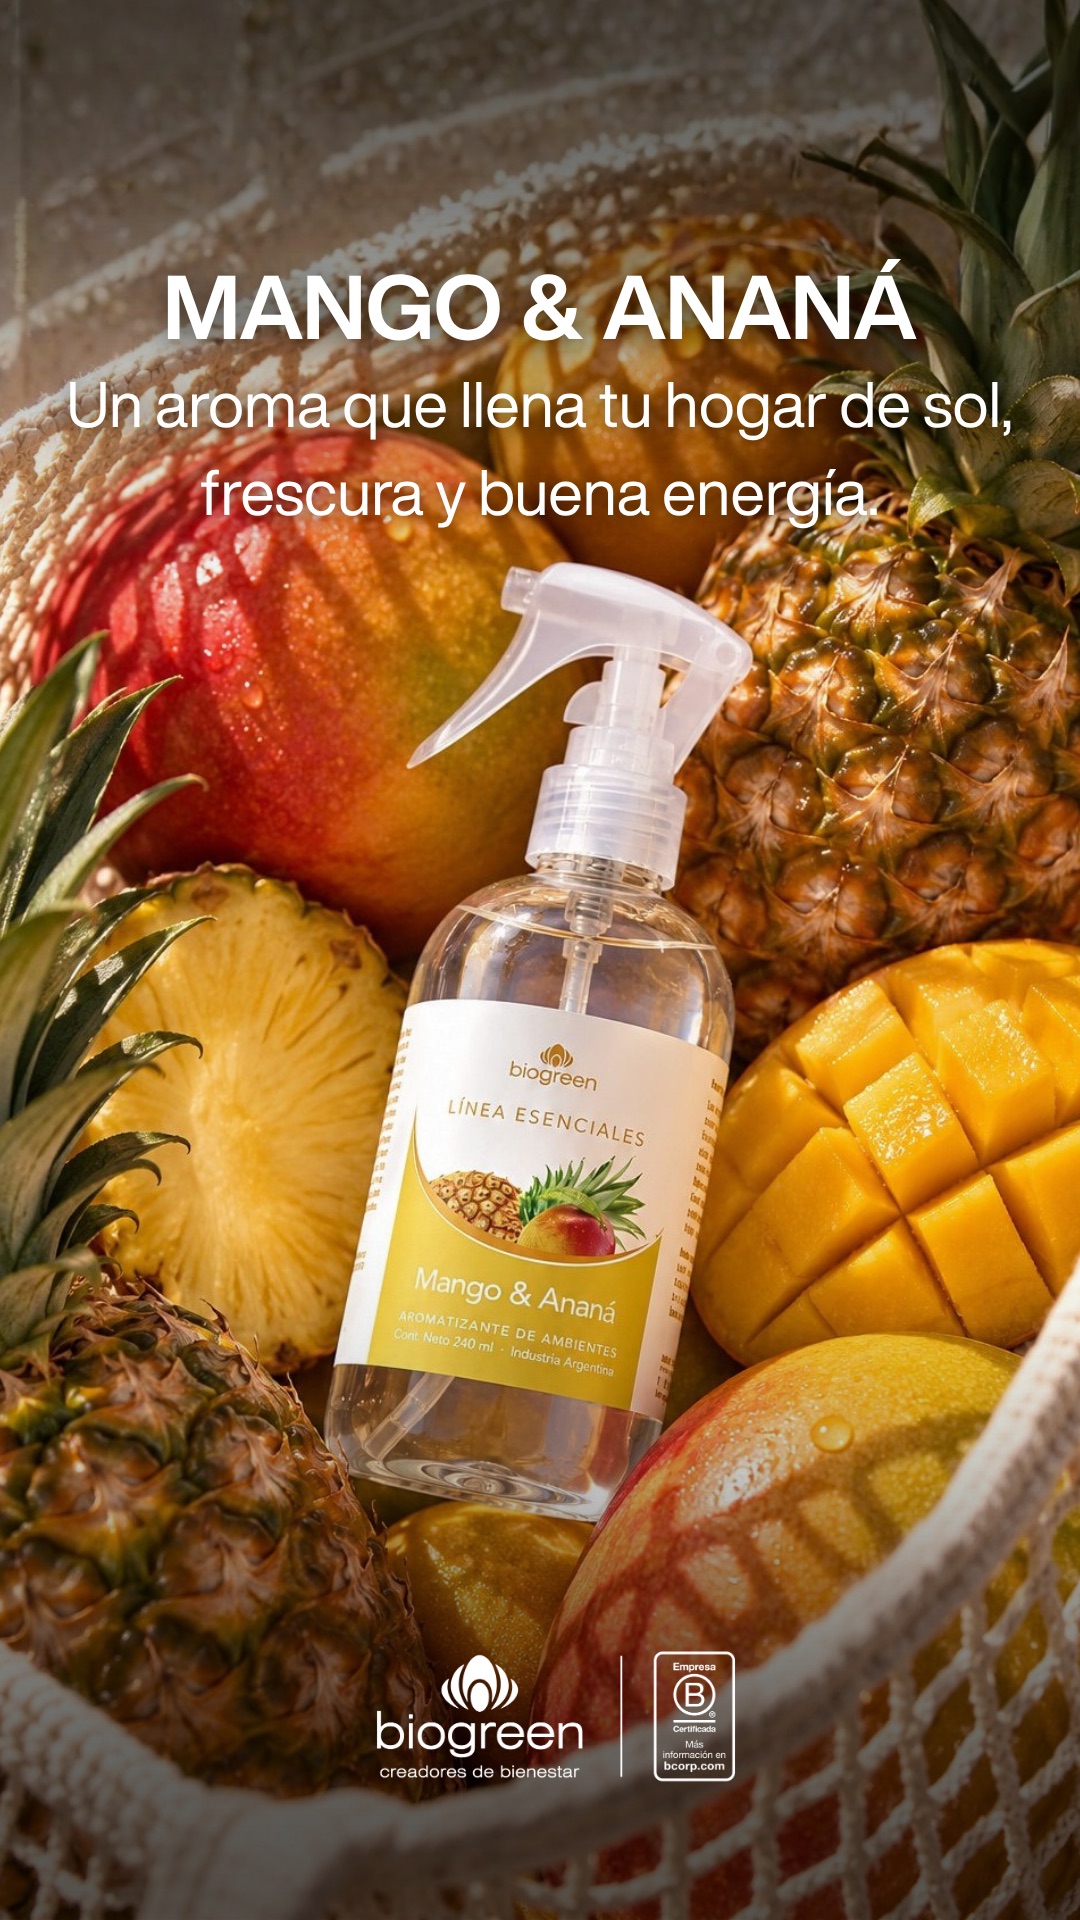 MANGO & ANANÁ
Un aroma que llena tu hogar de sol,
frescura y buena energía.
biogreen
LÍNEA ESENCIALES
Mango & Ananá
AROMATIZANTE DE AMBIENTES
Cont. Neto 240 ml · Industria Argentina
biogreen
creadores de bienestar
Empresa
B
®
Certificada
Más
información en
bcorp.com